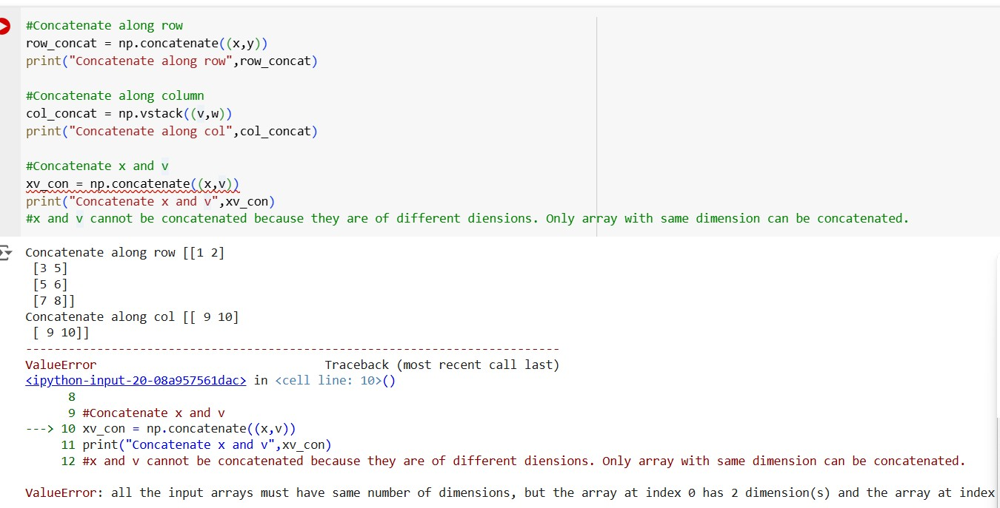 #Concatenate along row
row_concat = np.concatenate((x,y))
print("Concatenate along row",row_concat)
#Concatenate along column
col_concat = np.vstack((v,w))
print("Concatenate along col",col_concat)
#Concatenate x and v
xv_con = np.concatenate((x,v))
print("Concatenate x and v",xv_con)
#x and v cannot be concatenated because they are of different diensions. Only array with same dimension can be concatenated.
Concatenate along row [[1 2]
[3 5]
[5 6]
[7 8]]
Concatenate along col [[ 9 10]
[ 9 10]]
---------------------------------------------------------------------------
ValueError Traceback (most recent call last)
<ipython-input-20-08a957561dac> in <cell line: 10>()
8
9 #Concatenate x and v
---> 10 xv_con = np.concatenate((x,v))
11 print("Concatenate x and v",xv_con)
12 #x and v cannot be concatenated because they are of different diensions. Only array with same dimension can be concatenated.
ValueError: all the input arrays must have same number of dimensions, but the array at index 0 has 2 dimension(s) and the array at index